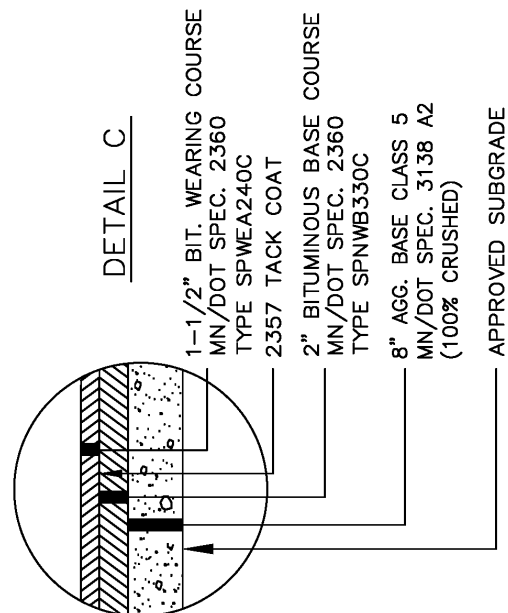 DETAIL C
1-1/2" BIT. WEARING COURSE
MN/DOT SPEC. 2360
TYPE SPWEA240C
2357 TACK COAT
2" BITUMINOUS BASE COURSE
MN/DOT SPEC. 2360
TYPE SPNWB330C
8" AGG. BASE CLASS 5
MN/DOT SPEC. 3138 A2
(100% CRUSHED)
APPROVED SUBGRADE